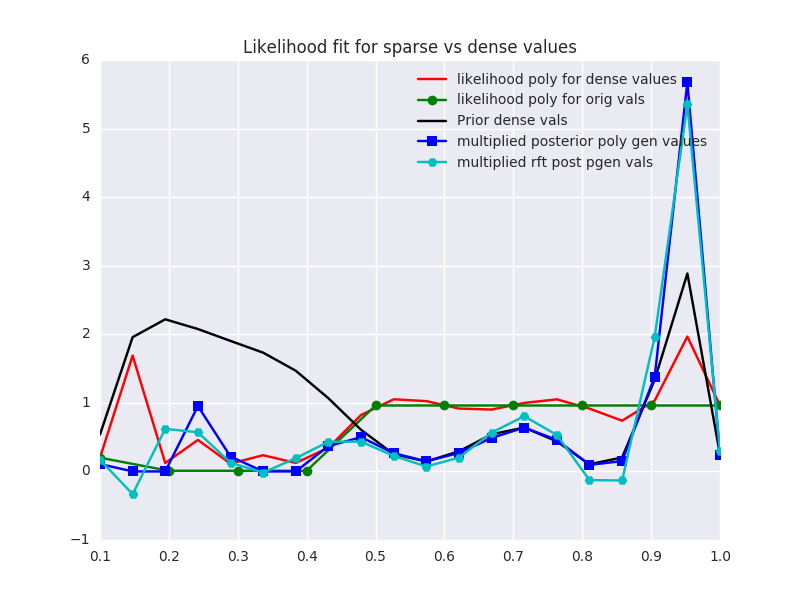 Likelihood fit for sparse vs dense values
likelihood poly for dense values
likelihood poly for orig vals
Prior dense vals
multiplied posterior poly gen values
multiplied rft post pgen vals
6
5
4
3
2
1
0
−1
0.1 0.2 0.3 0.4 0.5 0.6 0.7 0.8 0.9 1.0